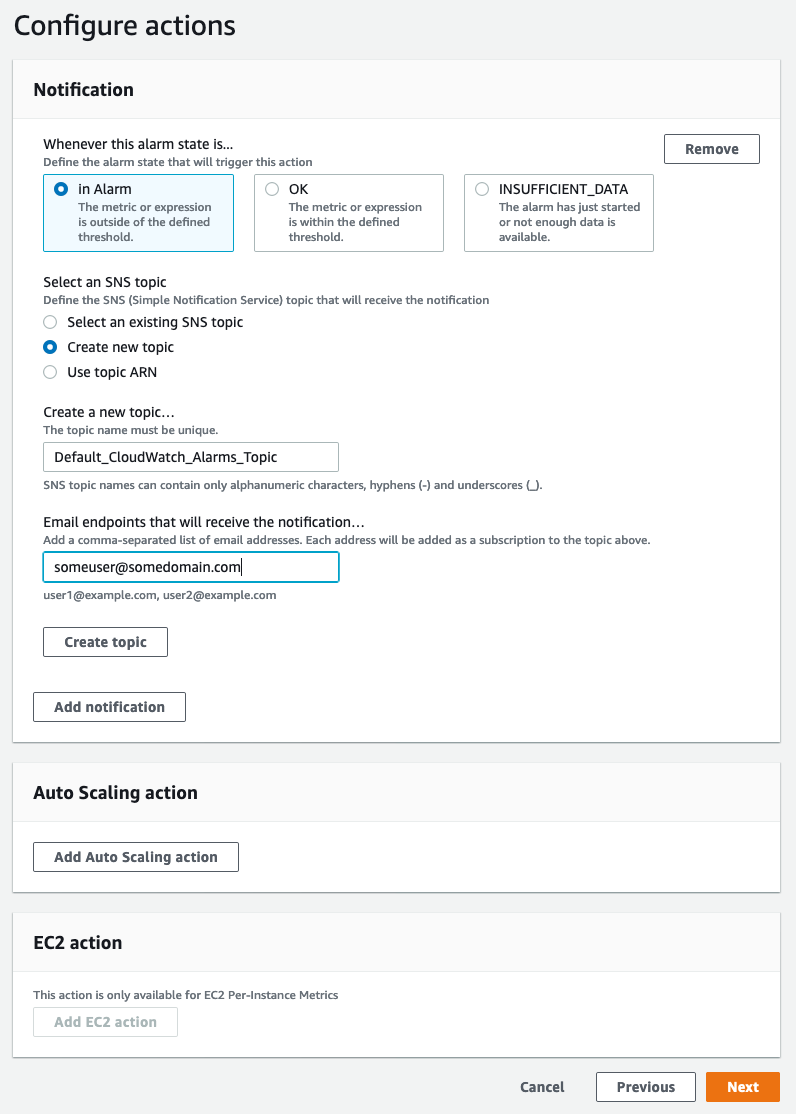 Configure actions
Notification
Whenever this alarm state is...
Define the alarm state that will trigger this action
Remove
in Alarm
The metric or expression
is outside of the defined
threshold.
OK
The metric or expression
is within the defined
threshold.
INSUFFICIENT_DATA
The alarm has just started
or not enough data is
available.
Select an SNS topic
Define the SNS (Simple Notification Service) topic that will receive the notification
Select an existing SNS topic
Create new topic
Use topic ARN
Create a new topic…
The topic name must be unique.
Default_CloudWatch_Alarms_Topic
SNS topic names can contain only alphanumeric characters, hyphens (-) and underscores (_).
Email endpoints that will receive the notification…
Add a comma-separated list of email addresses. Each address will be added as a subscription to the topic above.
someuser@somedomain.com
user1@example.com, user2@example.com
Create topic
Add notification
Auto Scaling action
Add Auto Scaling action
EC2 action
This action is only available for EC2 Per-Instance Metrics
Add EC2 action
Cancel
Previous
Next